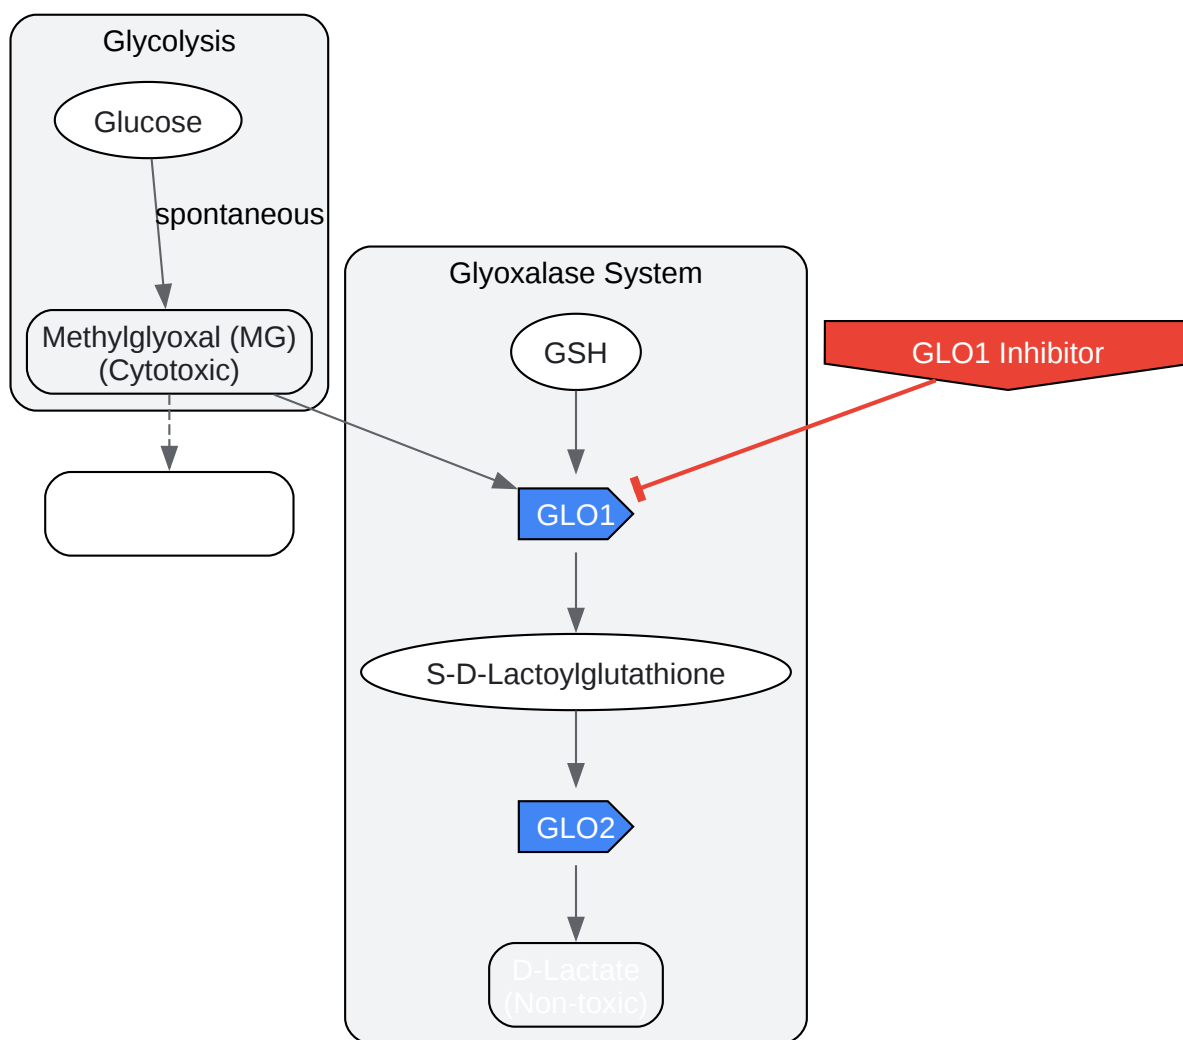 Glycolysis
Glucose
spontaneous
Methylglyoxal (MG)
(Cytotoxic)
Glyoxalase System
GSH
GLO1 Inhibitor
GLO1
S-D-Lactoylglutathione
GLO2
D-Lactate
(Non-toxic)